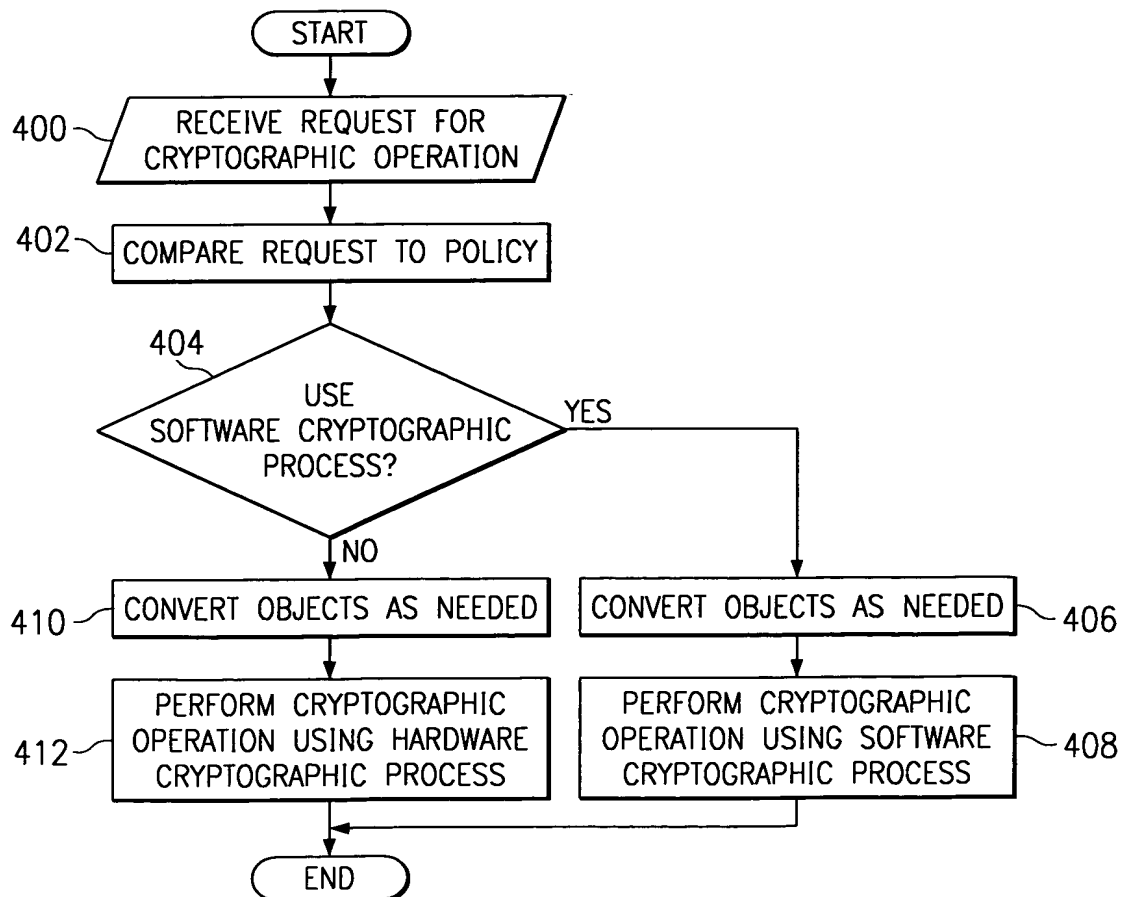 START
400
RECEIVE REQUEST FOR
CRYPTOGRAPHIC OPERATION
402
COMPARE REQUEST TO POLICY
404
USE
SOFTWARE CRYPTOGRAPHIC
PROCESS?
YES
NO
410
CONVERT OBJECTS AS NEEDED
CONVERT OBJECTS AS NEEDED
406
412
PERFORM CRYPTOGRAPHIC
OPERATION USING HARDWARE
CRYPTOGRAPHIC PROCESS
PERFORM CRYPTOGRAPHIC
OPERATION USING SOFTWARE
CRYPTOGRAPHIC PROCESS
408
END